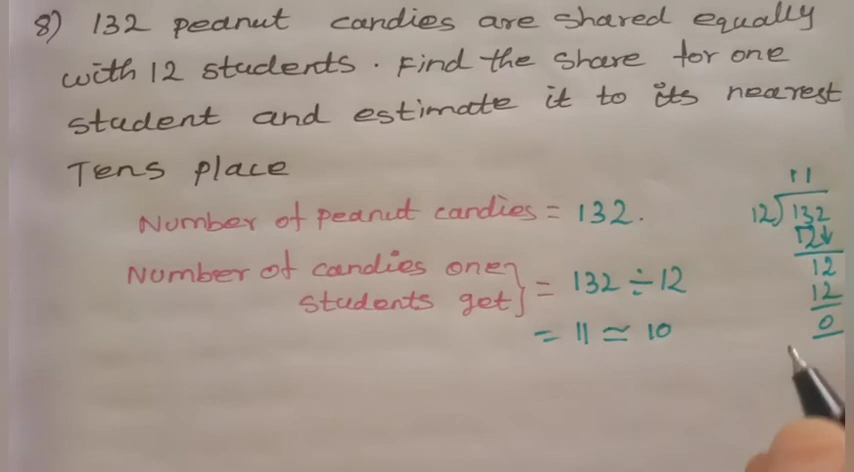 8) 132 peanut candies are shared equally
with 12 students. Find the share for one
student and estimate it to its nearest
Tens place
Number of peanut candies = 132.
Number of candies one
students get } = 132 ÷ 12
= 11 ≃ 10
11
12) 132
12↓
12
12
0